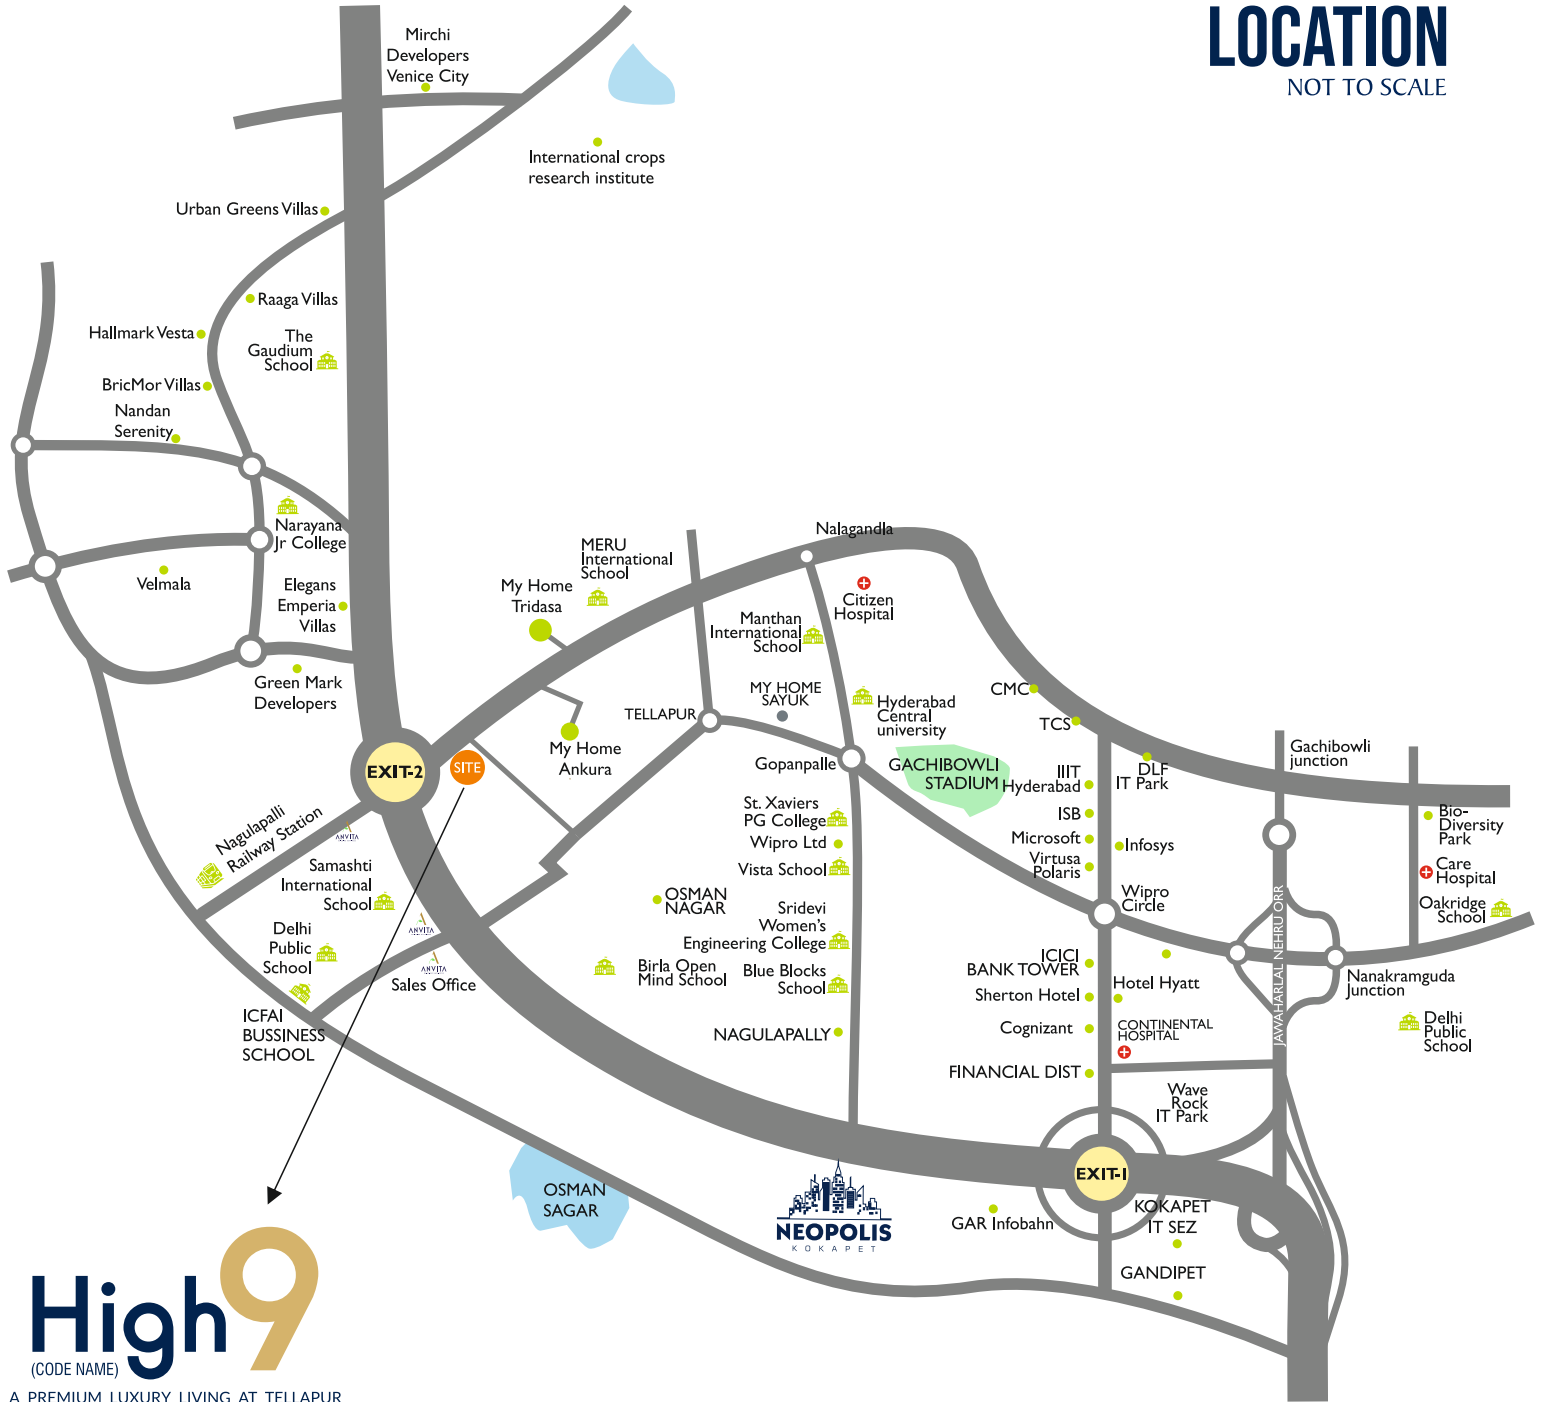 LOCATION
NOT TO SCALE
Mirchi
Developers
Venice City
International crops
research institute
Urban Greens Villas
Raaga Villas
Hallmark Vesta
The
Gaudium
School
BricMor Villas
Nandan
Serenity
Narayana
Jr College
Velmala
Elegans
Emperia
Villas
Green Mark
Developers
MERU
International
School
My Home
Tridasa
Nalagandla
Citizen
Hospital
Manthan
International
School
MY HOME
SAYUK
TELLAPUR
Hyderabad
Central
university
My Home
Ankura
Gopanpalle
EXIT-2
SITE
CMC
TCS
GACHIBOWLI
STADIUM
IIIT
Hyderabad
DLF
IT Park
Gachibowli
junction
ISB
Microsoft
Infosys
Virtusa
Polaris
Bio-
Diversity
Park
Care
Hospital
Oakridge
School
Wipro
Circle
St. Xaviers
PG College
Wipro Ltd
Vista School
Nagulapalli
Railway Station
ANVITA
Samashti
International
School
OSMAN
NAGAR
Sridevi
Women's
Engineering College
ANVITA
Delhi
Public
School
ANVITA
Sales Office
Birla Open
Mind School
Blue Blocks
School
ICICI
BANK TOWER
Hotel Hyatt
Sherton Hotel
JAWAHARLAL NEHRU ORR
Nanakramguda
Junction
ICFAI
BUSSINESS
SCHOOL
NAGULAPALLY
Cognizant
CONTINENTAL
HOSPITAL
Delhi
Public
School
FINANCIAL DIST
Wave
Rock
IT Park
EXIT-1
OSMAN
SAGAR
NEOPOLIS
KOKAPET
GAR Infobahn
KOKAPET
IT SEZ
GANDIPET
High9
(CODE NAME)
A PREMIUM LUXURY LIVING AT TELLAPUR